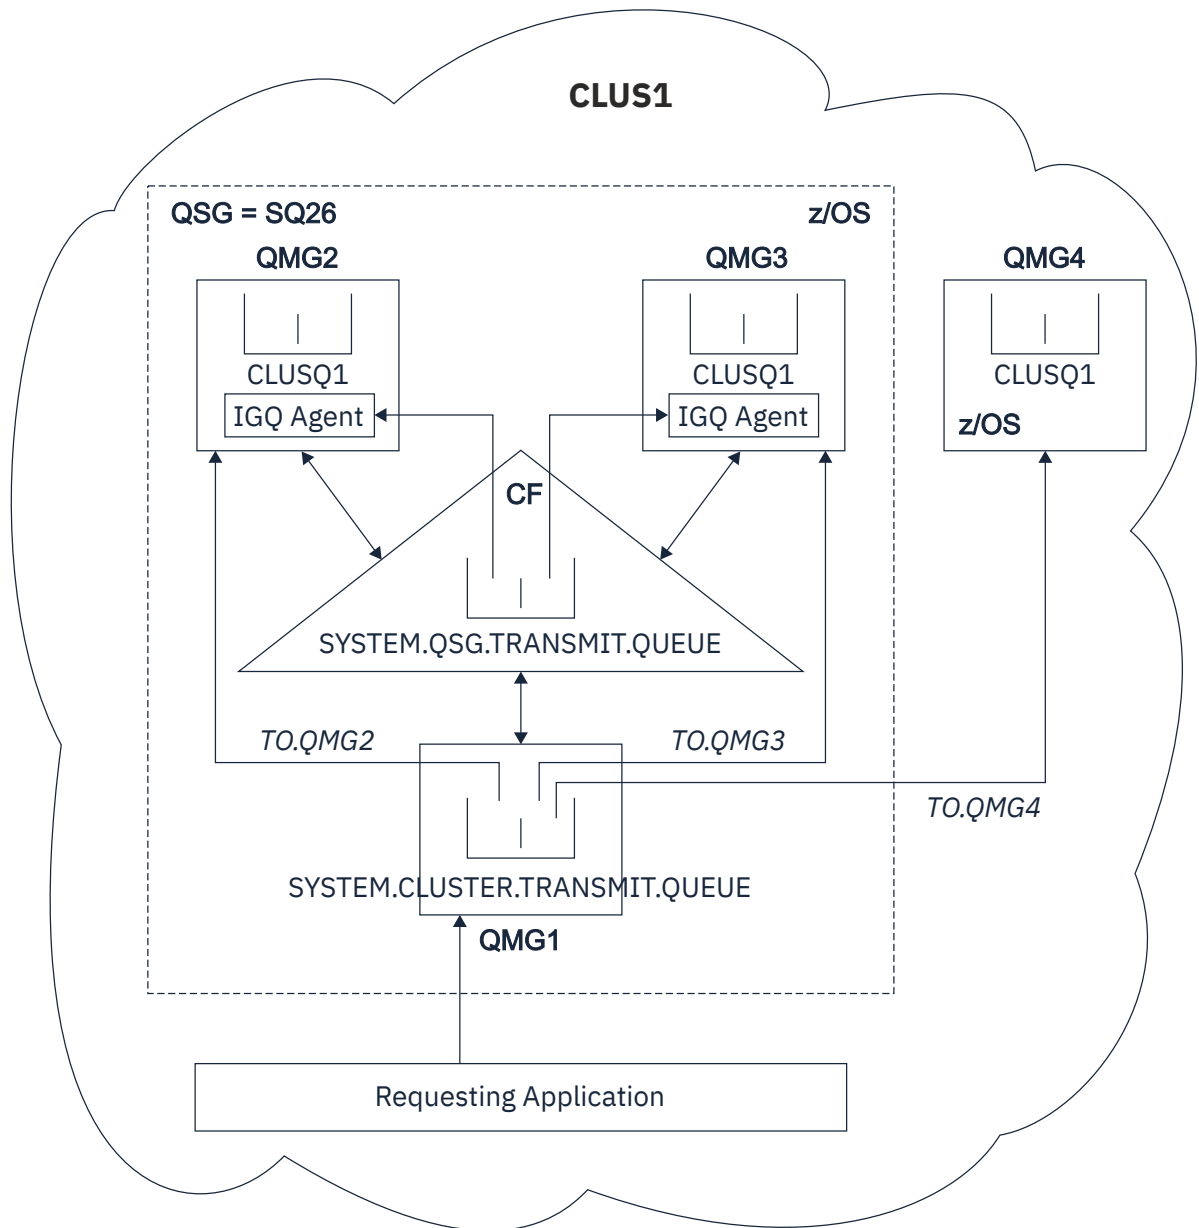 CLUS1
QSG = SQ26
z/OS
QMG2
QMG3
QMG4
CLUSQ1
CLUSQ1
CLUSQ1
IGQ Agent
IGQ Agent
z/OS
CF
SYSTEM.QSG.TRANSMIT.QUEUE
TO.QMG2
TO.QMG3
TO.QMG4
SYSTEM.CLUSTER.TRANSMIT.QUEUE
QMG1
Requesting Application